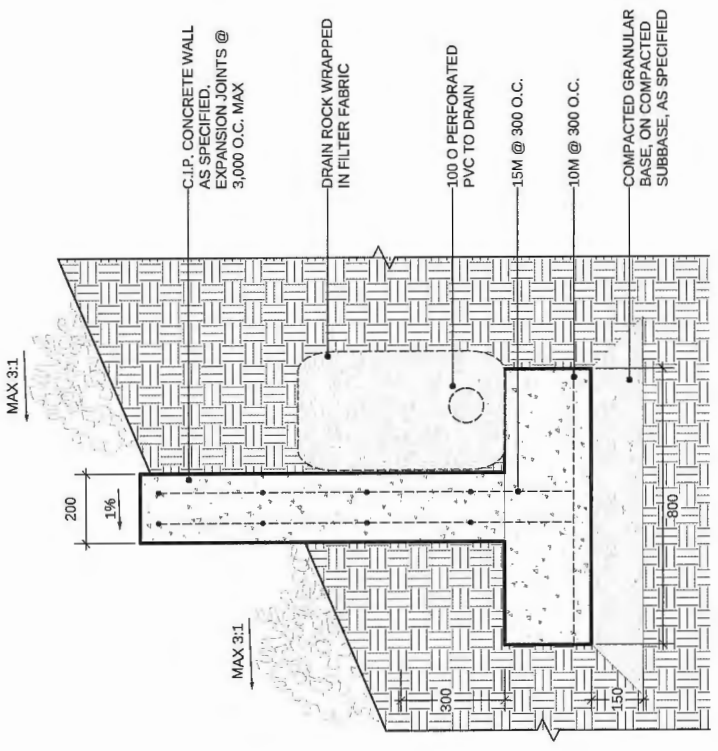 C.I.P. CONCRETE WALL
AS SPECIFIED.
EXPANSION JOINTS @
3,000 O.C. MAX
DRAIN ROCK WRAPPED
IN FILTER FABRIC
100 O PERFORATED
PVC TO DRAIN
15M @ 300 O.C.
10M @ 300 O.C.
COMPACTED GRANULAR
BASE, ON COMPACTED
SUBBASE, AS SPECIFIED
MAX 3:1
200
1%
MAX 3:1
300
800
150